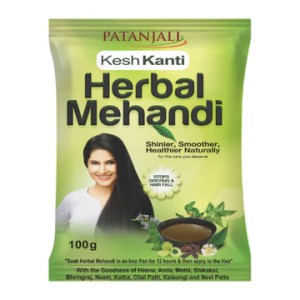 PATANJALI
Kesh Kanti
Herbal
Mehandi
Shinier, Smoother,
Healthier Naturally
for the care you deserve
STOPS
GREYING &
HAIR FALL
100g
"Soak Herbal Mehandi in an Iron Pan for 12 hours & then apply to the Hair"
With the Goodness of Heena, Amla, Methi, Shikakai,
Bhringraj, Neem, Katha, Chai Patti, Kalaungi and Neel Patta